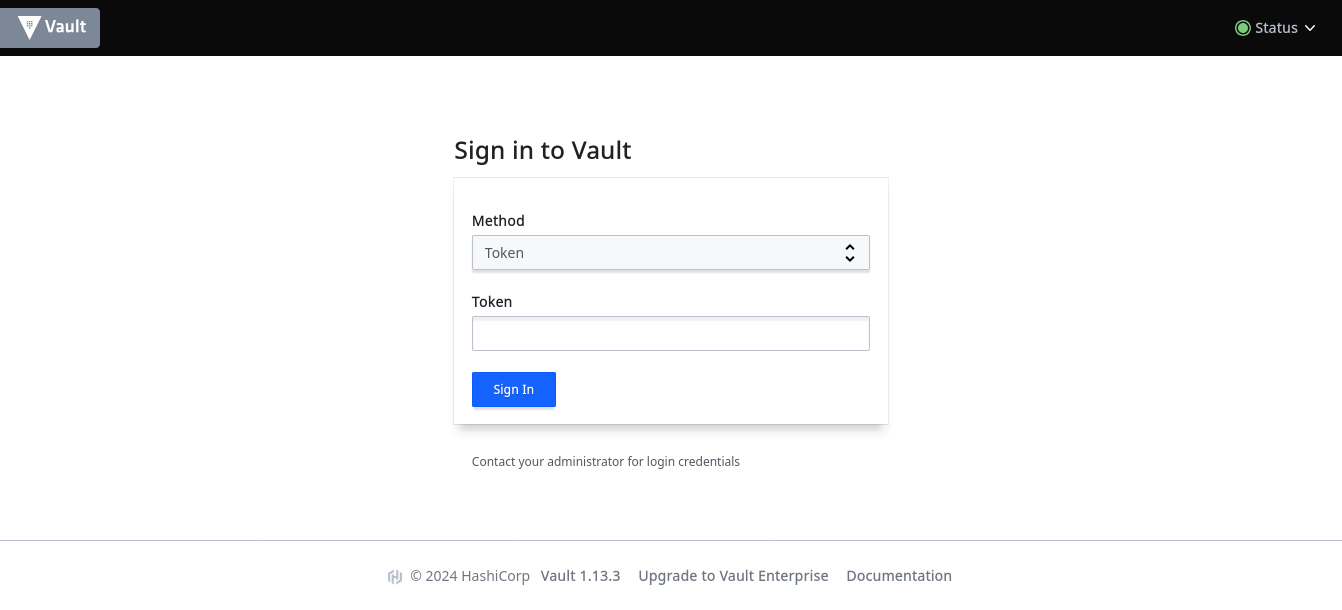 Vault
Status
Sign in to Vault
Method
Token
Token
Sign In
Contact your administrator for login credentials
© 2024 HashiCorp Vault 1.13.3 Upgrade to Vault Enterprise Documentation